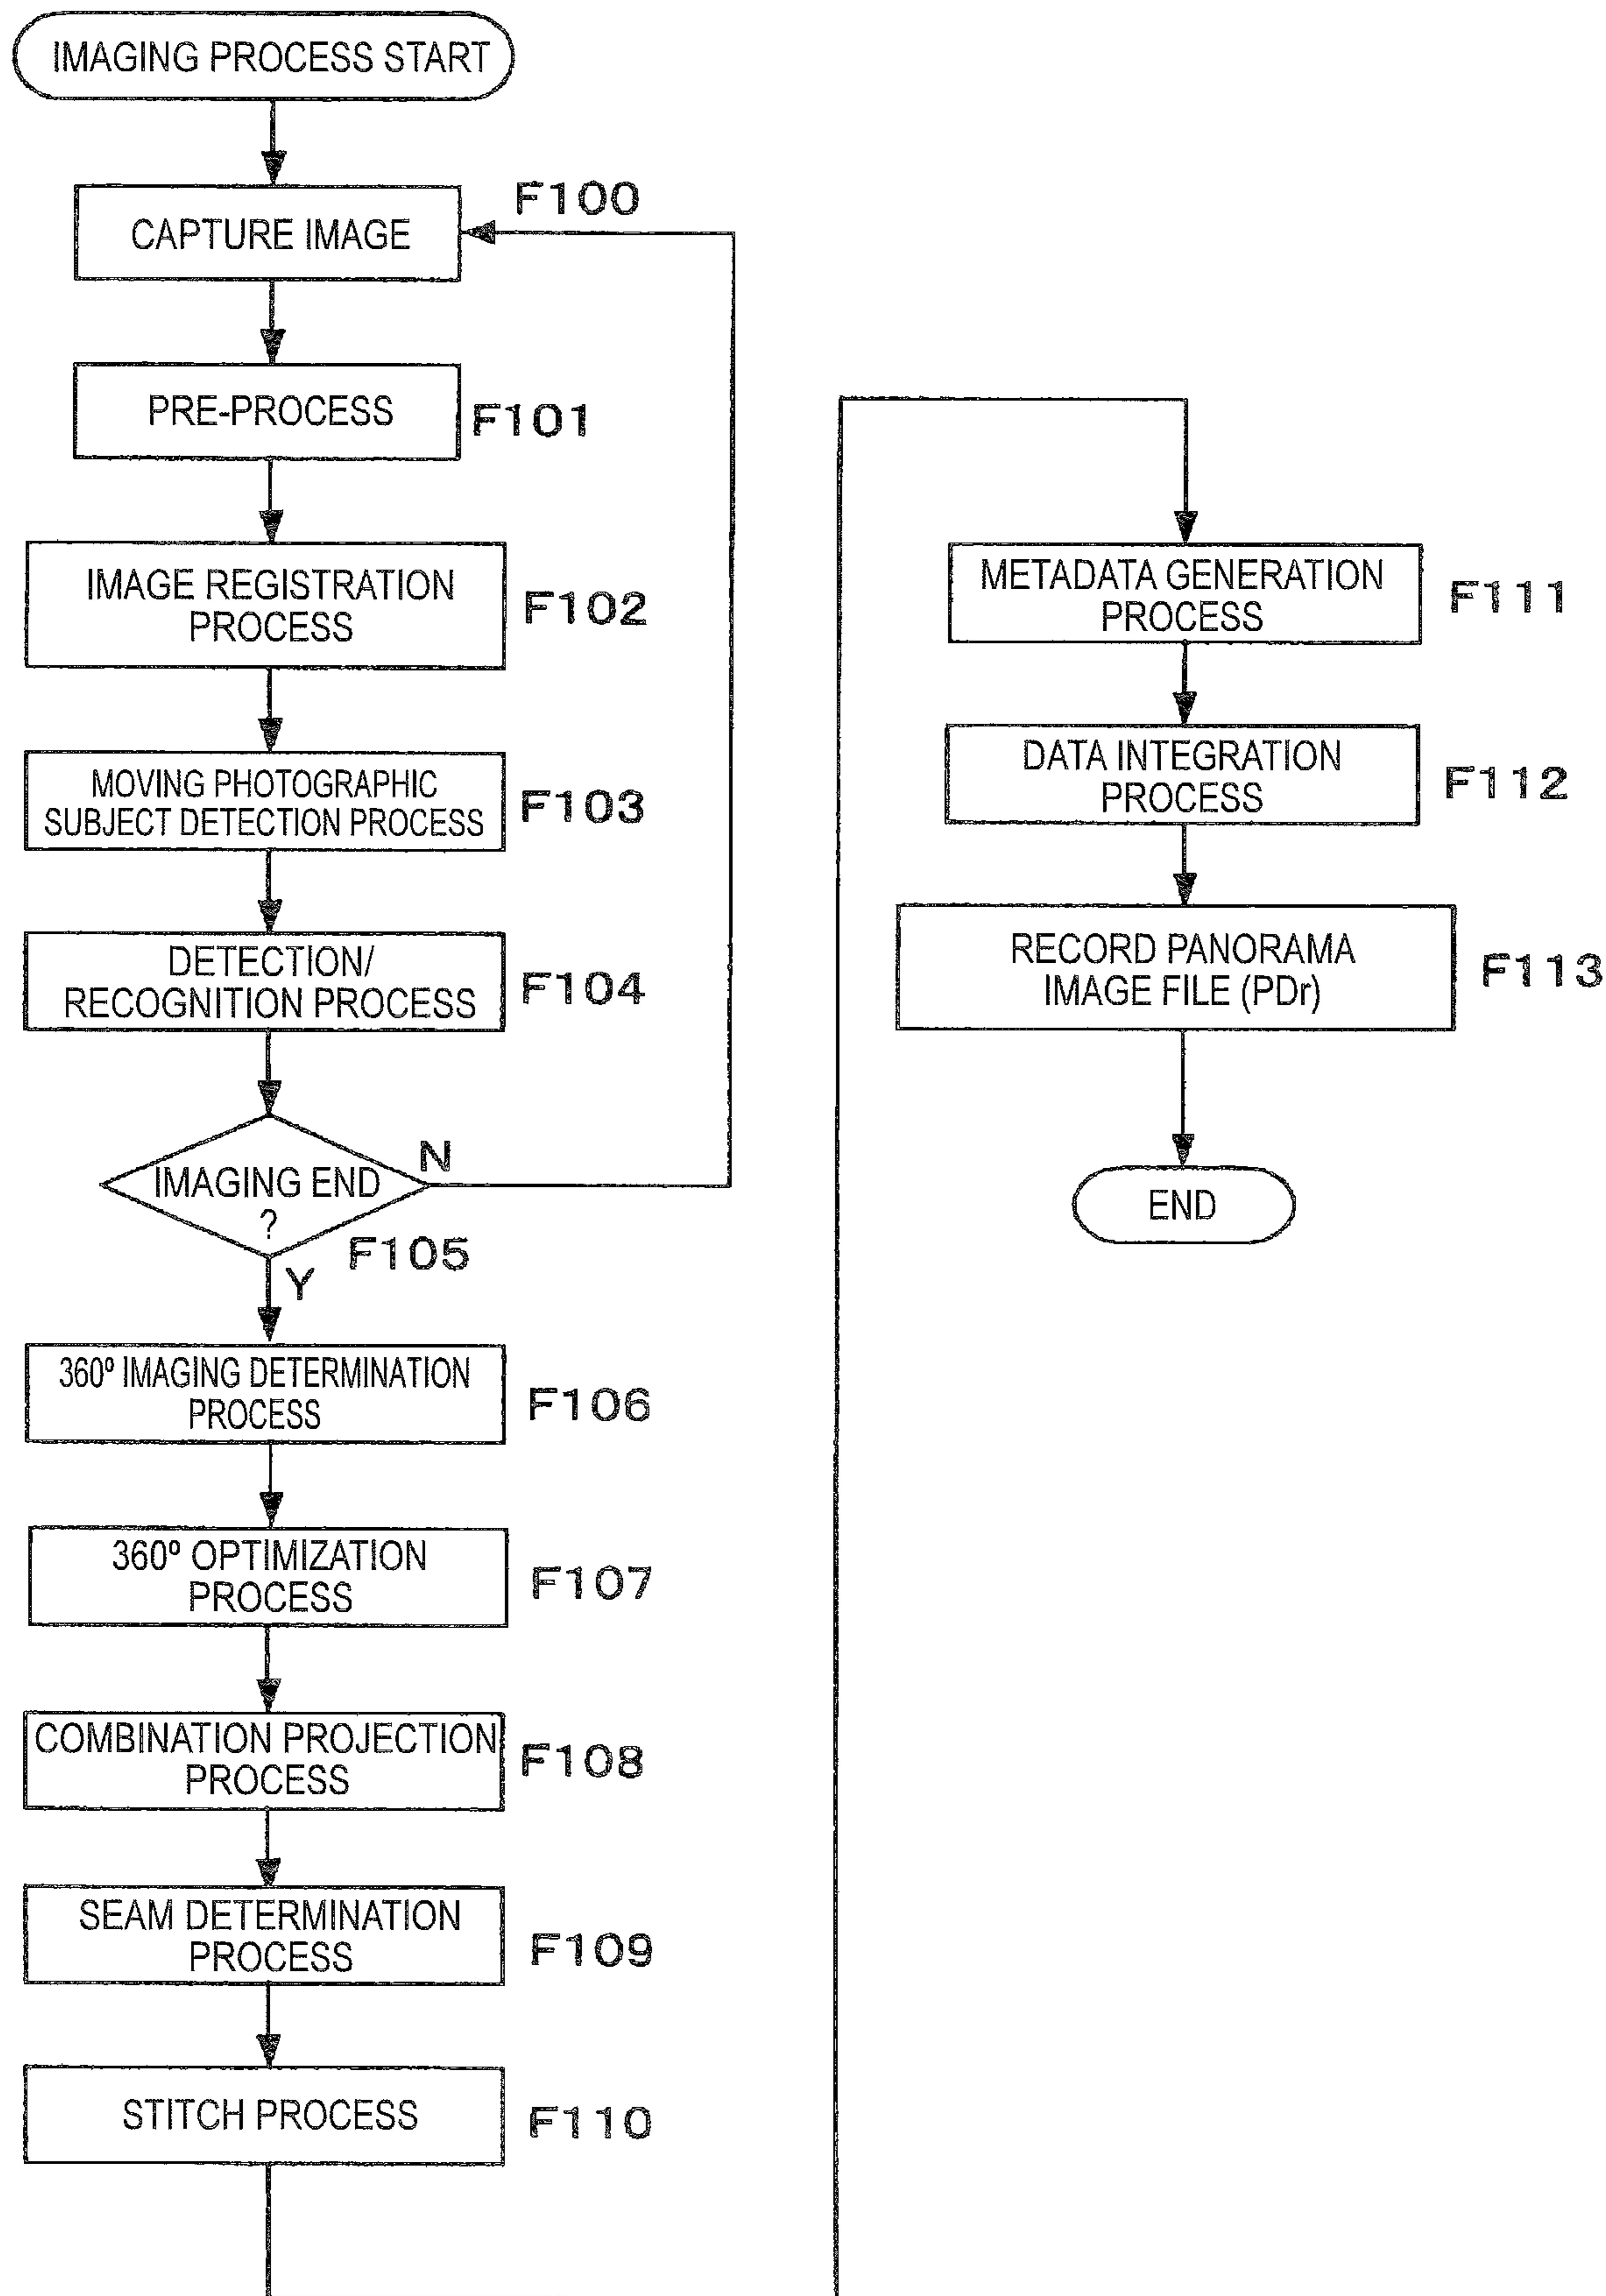 IMAGING PROCESS START
F100
CAPTURE IMAGE
PRE-PROCESS
F101
IMAGE REGISTRATION
PROCESS
F102
MOVING PHOTOGRAPHIC
SUBJECT DETECTION PROCESS
F103
DETECTION/
RECOGNITION PROCESS
F104
IMAGING END
?
N
F105
Y
360º IMAGING DETERMINATION
PROCESS
F106
360º OPTIMIZATION
PROCESS
F107
COMBINATION PROJECTION
PROCESS
F108
SEAM DETERMINATION
PROCESS
F109
STITCH PROCESS
F110
METADATA GENERATION
PROCESS
F111
DATA INTEGRATION
PROCESS
F112
RECORD PANORAMA
IMAGE FILE (PDr)
F113
END